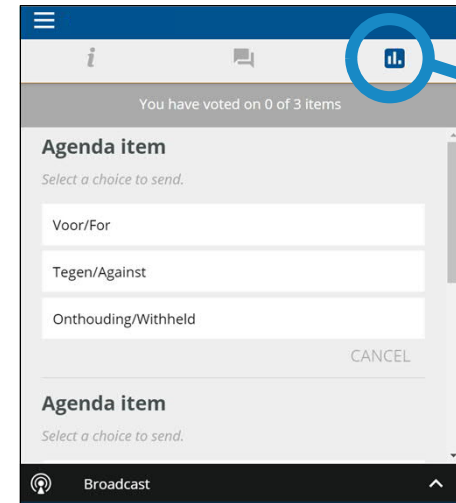 i
You have voted on 0 of 3 items
Agenda item
Select a choice to send.
Voor/For
Tegen/Against
Onthouding/Withheld
CANCEL
Agenda item
Select a choice to send.
Broadcast